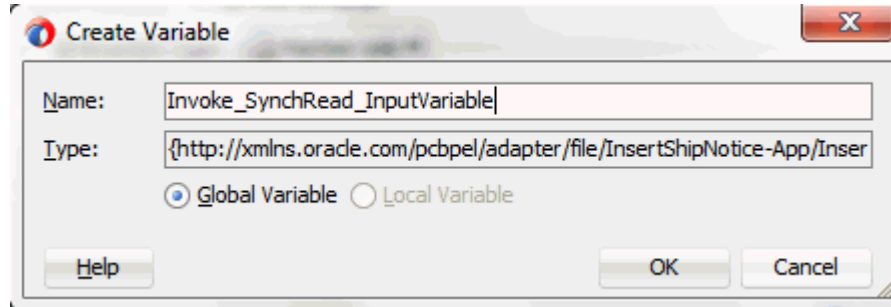 Create Variable
Name: Invoke_SynchRead_InputVariable
Type: {http://xmlns.oracle.com/pcbpel/adapter/file/InsertShipNotice-App/Inser
Global Variable Local Variable
Help OK Cancel